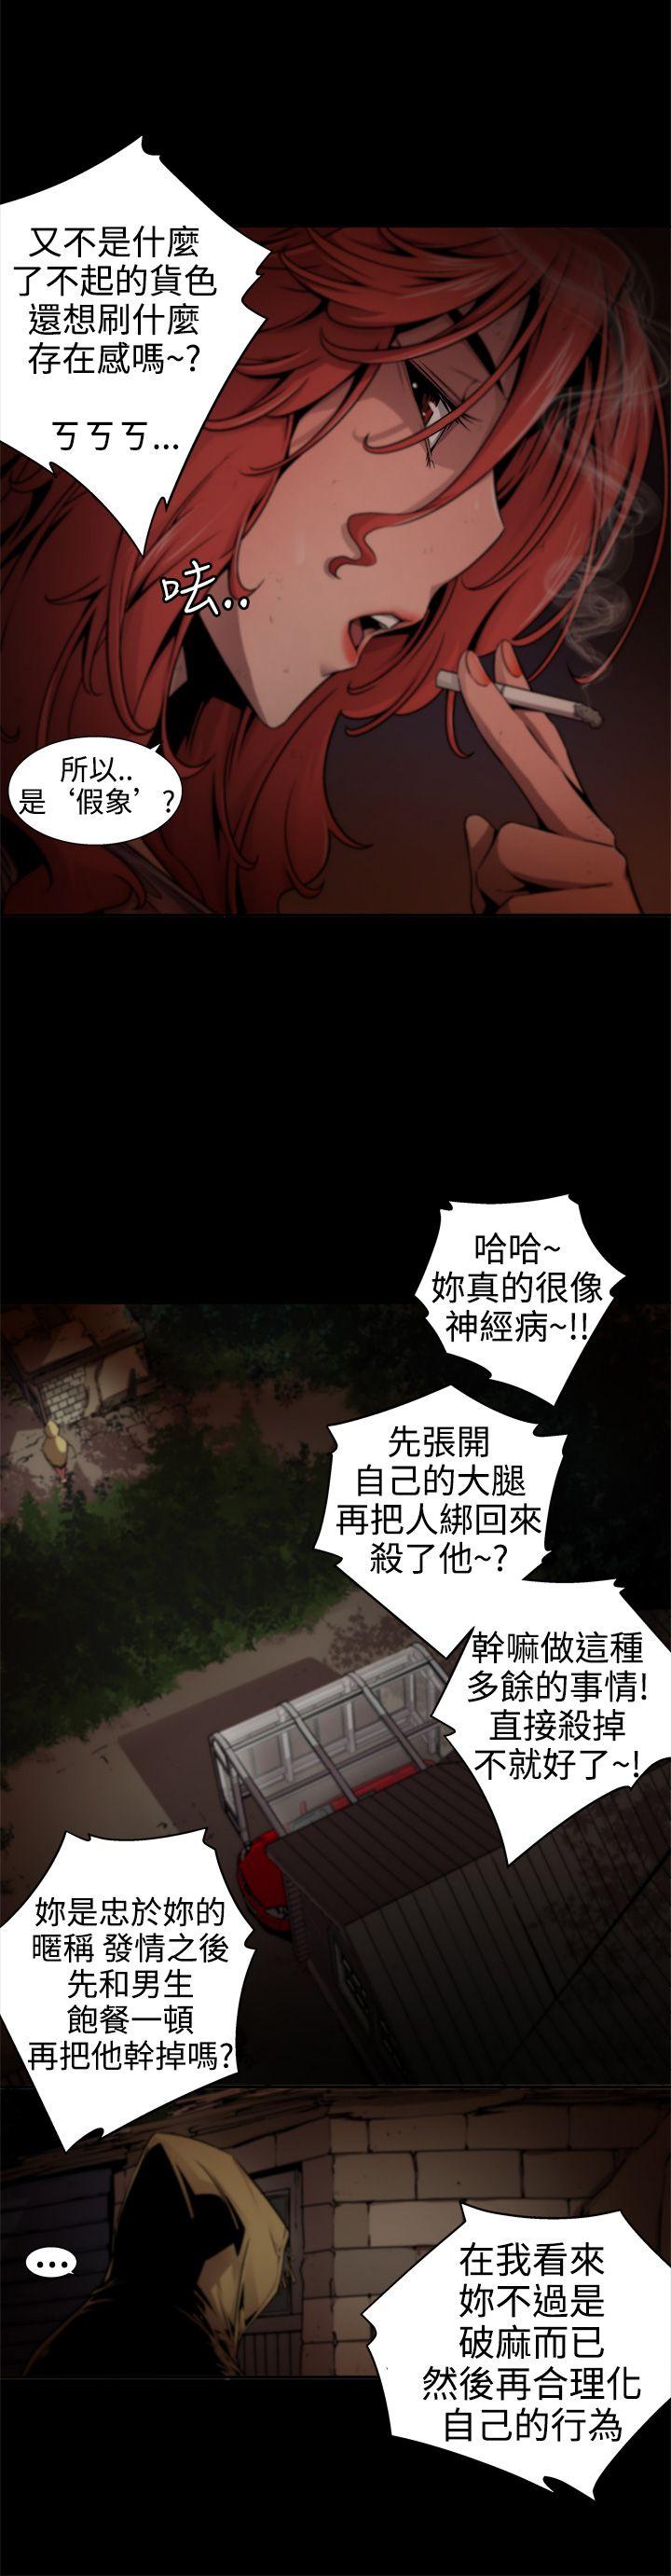 又不是什麼
了不起的貨色
還想刷什麼
存在感嗎~?
ㄎㄎㄎ...
呿..
所以..
是‘假象’?
哈哈~
妳真的很像
神經病~!!
先張開
自己的大腿
再把人綁回來
殺了他~?
幹嘛做這種
多餘的事情!
直接殺掉
不就好了~!
妳是忠於妳的
暱稱 發情之後
先和男生
飽餐一頓
再把他幹掉嗎?
...
在我看來
妳不過是
破麻而已
然後再合理化
自己的行為